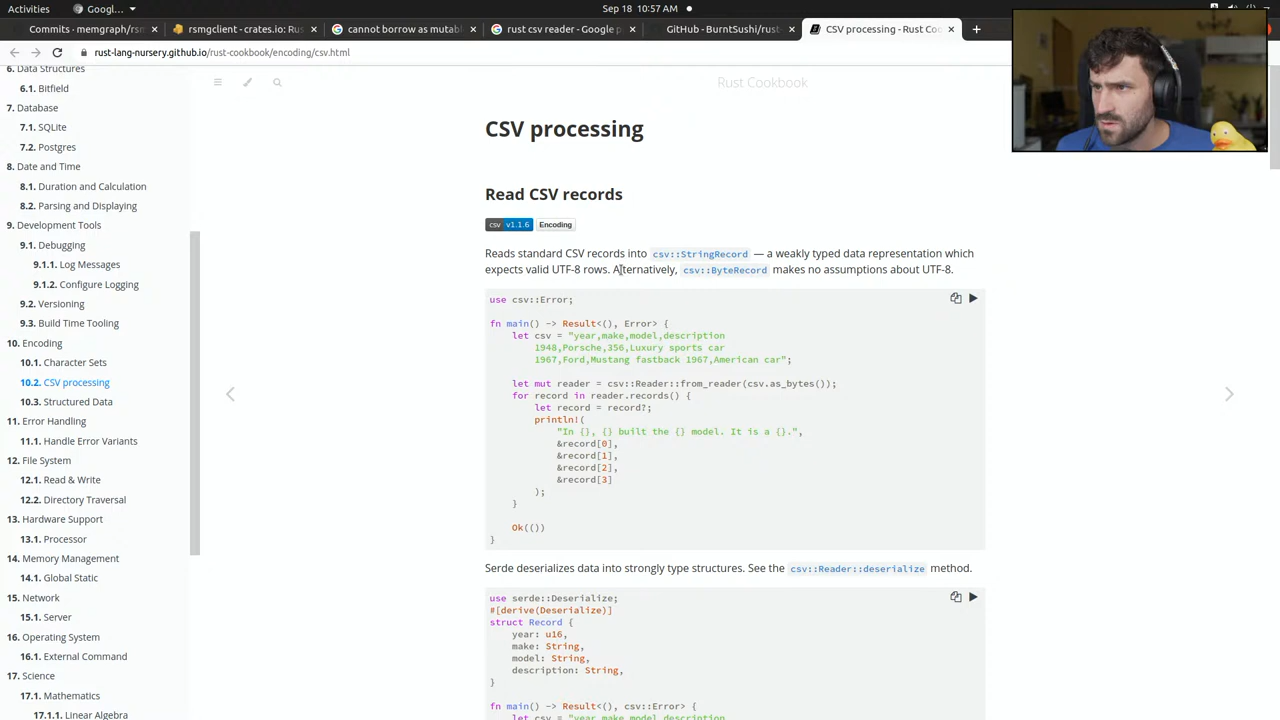 Activities
Googl...
Sep 18 10:57 AM
Commits · memgraph/rsm
rsmgclient - crates.io: Rus
cannot borrow as mutabl
rust csv reader - Google p
GitHub - BurntSushi/rust-
CSV processing - Rust Coo
rust-lang-nursery.github.io/rust-cookbook/encoding/csv.html
6. Data Structures
6.1. Bitfield
7. Database
7.1. SQLite
7.2. Postgres
8. Date and Time
8.1. Duration and Calculation
8.2. Parsing and Displaying
9. Development Tools
9.1. Debugging
9.1.1. Log Messages
9.1.2. Configure Logging
9.2. Versioning
9.3. Build Time Tooling
10. Encoding
10.1. Character Sets
10.2. CSV processing
10.3. Structured Data
11. Error Handling
11.1. Handle Error Variants
12. File System
12.1. Read & Write
12.2. Directory Traversal
13. Hardware Support
13.1. Processor
14. Memory Management
14.1. Global Static
15. Network
15.1. Server
16. Operating System
16.1. External Command
17. Science
17.1. Mathematics
17.1.1. Linear Algebra
Rust Cookbook
CSV processing
Read CSV records
csv v1.1.6 Encoding
Reads standard CSV records into csv::StringRecord — a weakly typed data representation which
expects valid UTF-8 rows. Alternatively, csv::ByteRecord makes no assumptions about UTF-8.
use csv::Error;
fn main() -> Result<(), Error> {
let csv = "year,make,model,description
1948,Porsche,356,Luxury sports car
1967,Ford,Mustang fastback 1967,American car";
let mut reader = csv::Reader::from_reader(csv.as_bytes());
for record in reader.records() {
let record = record?;
println!(
"In {}, {} built the {} model. It is a {}.",
&record[0],
&record[1],
&record[2],
&record[3]
);
}
Ok(())
}
Serde deserializes data into strongly type structures. See the csv::Reader::deserialize method.
use serde::Deserialize;
#[derive(Deserialize)]
struct Record {
year: u16,
make: String,
model: String,
description: String,
}
fn main() -> Result<(), csv::Error> {
let csv = "year,make,model,description